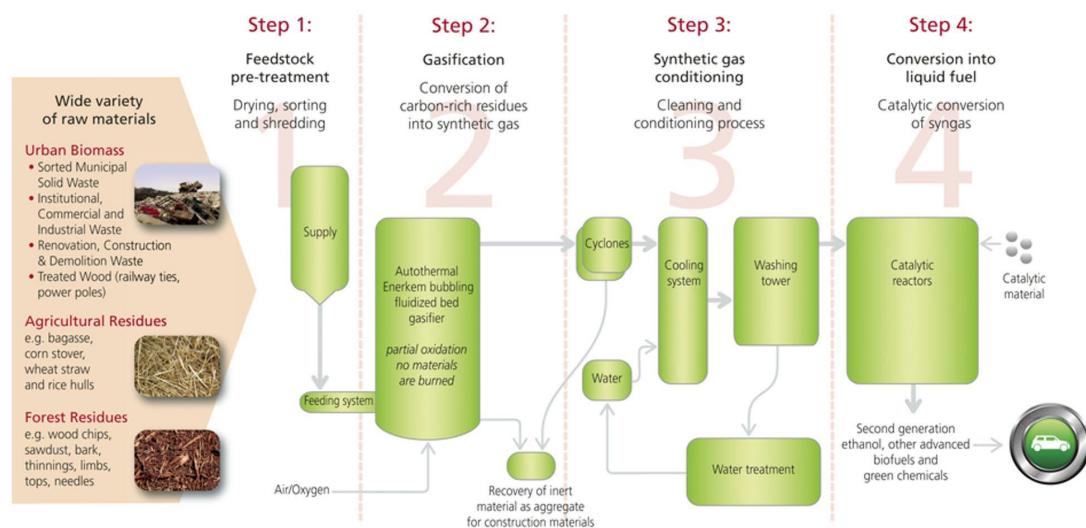 Step 1:
Feedstock
pre-treatment
Drying, sorting
and shredding
1
Step 2:
Gasification
Conversion of
carbon-rich residues
into synthetic gas
2
Step 3:
Synthetic gas
conditioning
Cleaning and
conditioning process
3
Step 4:
Conversion into
liquid fuel
Catalytic conversion
of syngas
4
Wide variety
of raw materials
Urban Biomass
• Sorted Municipal
Solid Waste
• Institutional,
Commercial and
Industrial Waste
• Renovation, Construction
& Demolition Waste
• Treated Wood (railway ties,
power poles)
Agricultural Residues
e.g. bagasse,
corn stover,
wheat straw
and rice hulls
Forest Residues
e.g. wood chips,
sawdust, bark,
thinnings, limbs,
tops, needles
Supply
Feeding system
Air/Oxygen
Autothermal
Enerkem bubbling
fluidized bed
gasifier
partial oxidation
no materials
are burned
Recovery of inert
material as aggregate
for construction materials
Cyclones
Cooling
system
Washing
tower
Water
Water treatment
Catalytic
reactors
Catalytic
material
Second generation
ethanol, other advanced
biofuels and
green chemicals